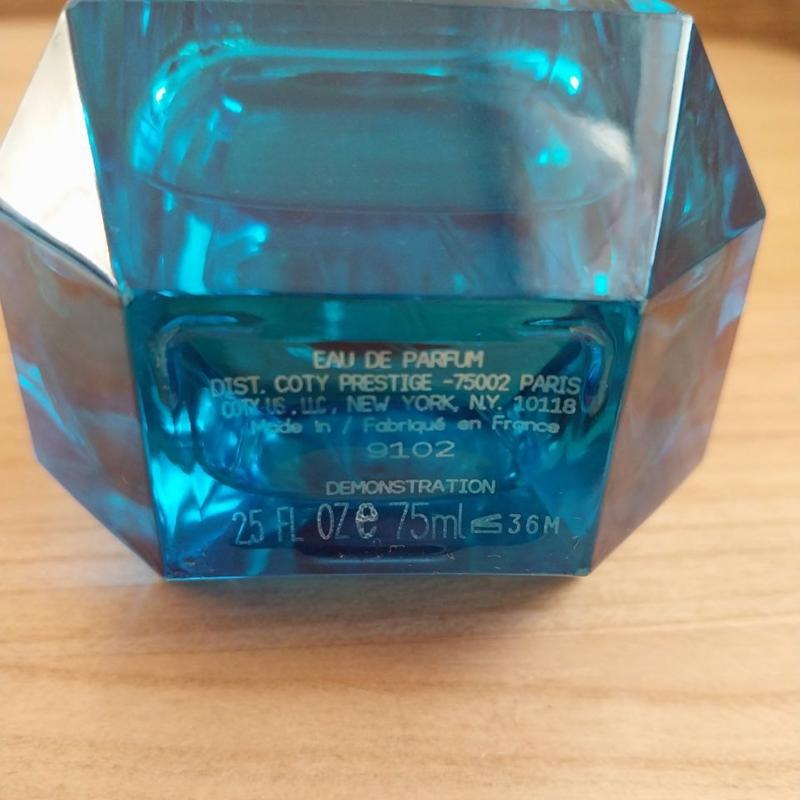 EAU DE PARFUM
DIST. COTY PRESTIGE -75002 PARIS
COTY US. LLC, NEW YORK, N.Y. 10118
Made in / Fabriqué en France
9102
DEMONSTRATION
2.5 FL OZ e 75ml 36M